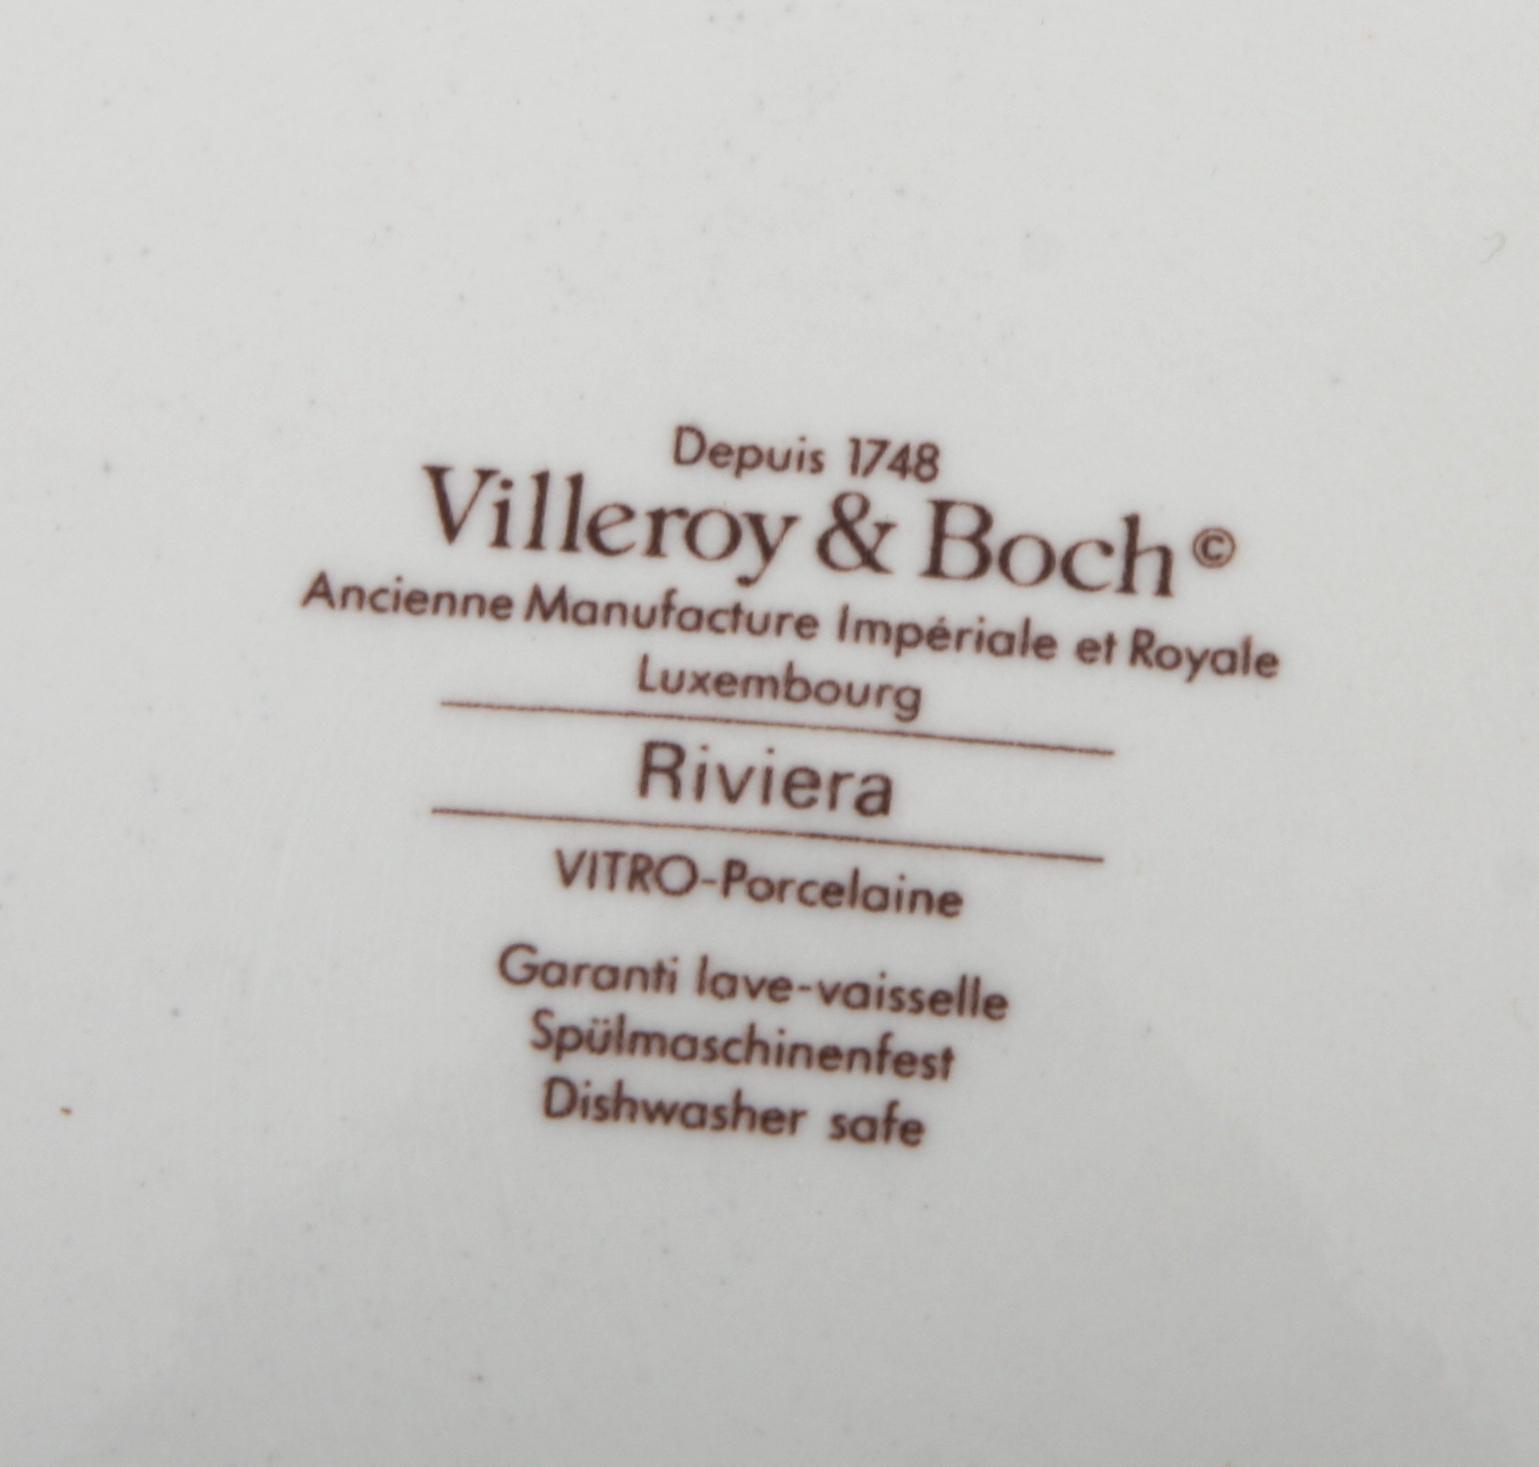 Depuis 1748
Villeroy & Boch©
Ancienne Manufacture Impériale et Royale
Luxembourg
Riviera
VITRO-Porcelaine
Garanti lave-vaisselle
Spülmaschinenfest
Dishwasher safe